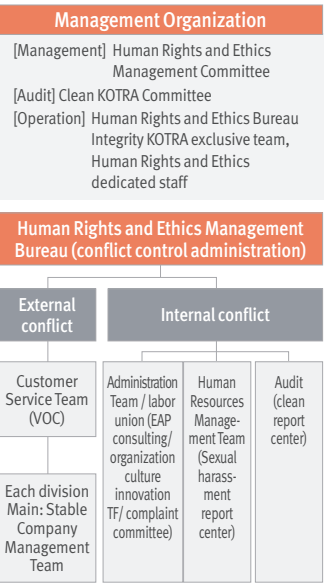 Management Organization
[Management] Human Rights and Ethics
Management Committee
[Audit] Clean KOTRA Committee
[Operation] Human Rights and Ethics Bureau
Integrity KOTRA exclusive team,
Human Rights and Ethics
dedicated staff
Human Rights and Ethics Management
Bureau (conflict control administration)
External
conflict
Internal conflict
Customer
Service Team
(VOC)
Each division
Main: Stable
Company
Management
Team
Administration
Team / labor
union (EAP
consulting/
organization
culture
innovation
TF/ complaint
committee)
Human
Resources
Manage-
ment Team
(Sexual
harass-
ment
report
center)
Audit
(clean
report
center)